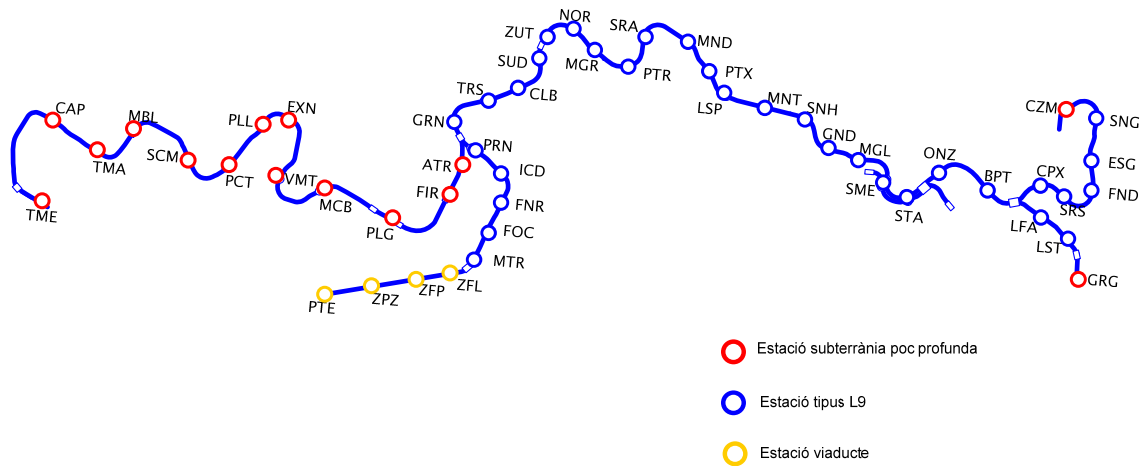 NOR
SRA
ZUT
MND
SUD
MGR
PTR
PTX
TRS
CLB
LSP
MNT
CAP
MBL
EXN
SNH
CZM
SNG
PLL
GRN
GND
PRN
TMA
SCM
PCT
ATR
ICD
MGL
ONZ
CPX
ESG
VMT
MCB
FIR
SME
BPT
SRS
FND
TME
PLG
FNR
STA
LFA
FOC
LST
MTR
PTE
ZPZ
ZFP
ZFL
GRG
Estació subterrània poc profunda
Estació tipus L9
Estació viaducte